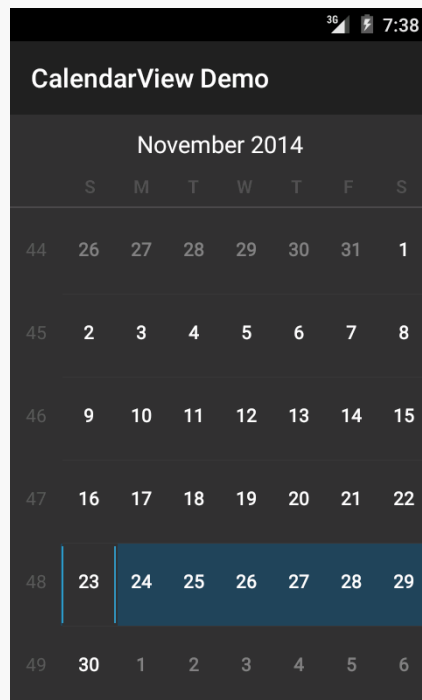 3G 7:38
CalendarView Demo
November 2014
S M T W T F S
44 26 27 28 29 30 31 1
45 2 3 4 5 6 7 8
46 9 10 11 12 13 14 15
47 16 17 18 19 20 21 22
48 23 24 25 26 27 28 29
49 30 1 2 3 4 5 6